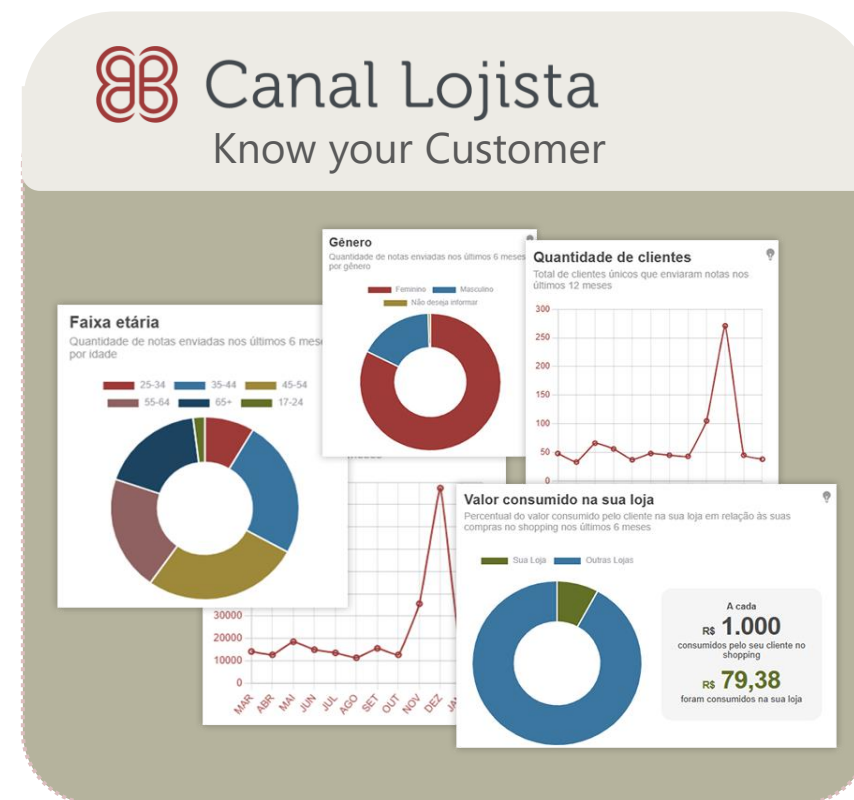 Canal Lojista
Know your Customer
Gênero
Quantidade de notas enviadas nos últimos 6 meses
por gênero
Feminino
Masculino
Não deseja informar
Quantidade de clientes
Total de clientes únicos que enviaram notas nos
últimos 12 meses
300
250
200
150
100
50
0
Faixa etária
Quantidade de notas enviadas nos últimos 6
por idade
25-34
35-44
45-54
55-64
65+
17-24
30000
20000
10000
0
MAR
ABR
MAI
JUN
JUL
AGO
SET
OUT
NOV
DEZ
Valor consumido na sua loja
Percentual do valor consumido pelo cliente na sua loja em relação às suas
compras no shopping nos últimos 6 meses
Sua Loja
Outras Lojas
A cada
R$ 1.000
consumidos pelo seu cliente no
shopping
R$ 79,38
foram consumidos na sua loja